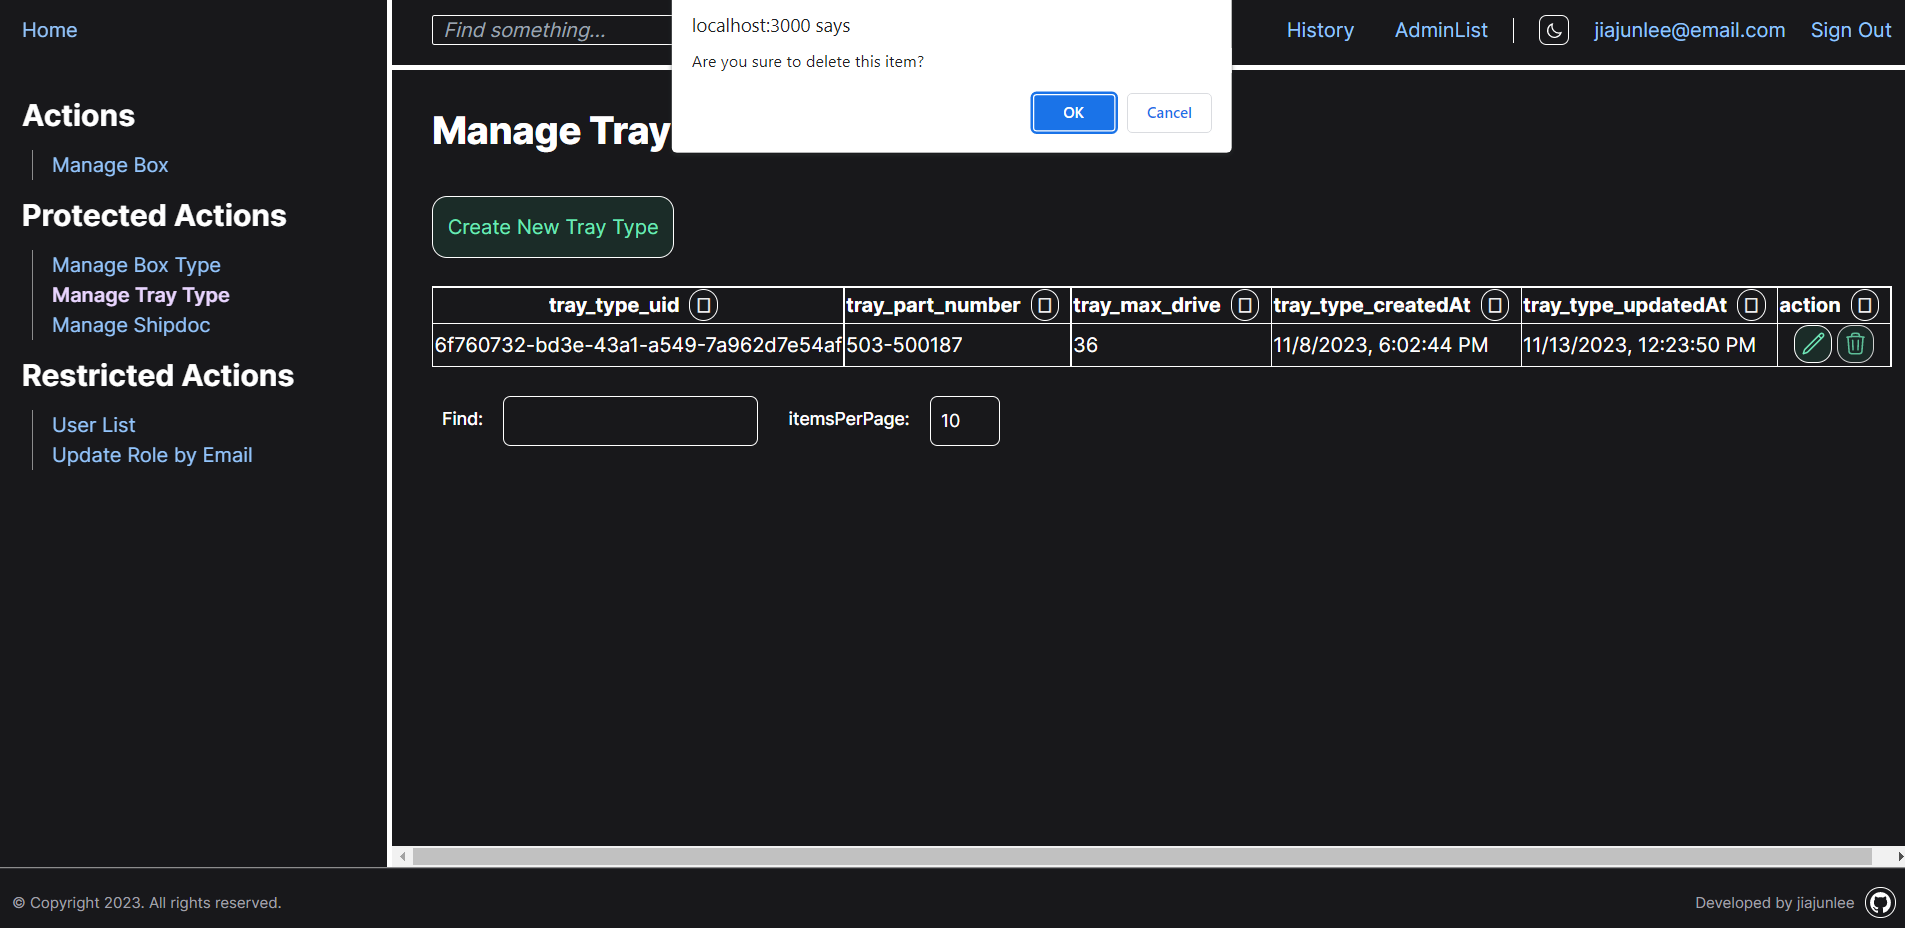 Home
Find something...
History
AdminList
jiajunlee@email.com
Sign Out
localhost:3000 says
Are you sure to delete this item?
OK
Cancel
Actions
Manage Box
Protected Actions
Manage Box Type
Manage Tray Type
Manage Shipdoc
Restricted Actions
User List
Update Role by Email
Manage Tray
Create New Tray Type
tray_type_uid tray_part_number tray_max_drive tray_type_createdAt tray_type_updatedAt action
6f760732-bd3e-43a1-a549-7a962d7e54af 503-500187 36 11/8/2023, 6:02:44 PM 11/13/2023, 12:23:50 PM
Find:
itemsPerPage: 10
© Copyright 2023. All rights reserved.
Developed by jiajunlee